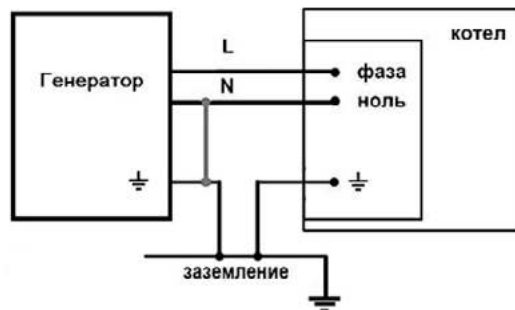 L
котел
Генератор
фаза
N
ноль
заземление